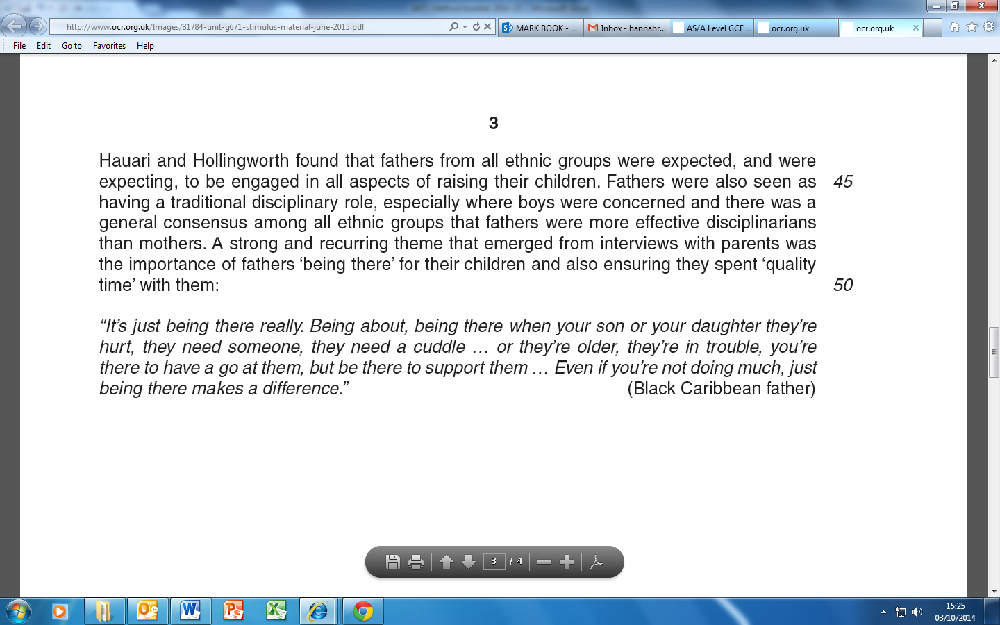 http://www.ocr.org.uk/Images/81784-unit-g671-stimulus-material-june-2015.pdf
MARK BOOK - ...
Inbox - hannahr...
AS/A Level GCE ...
ocr.org.uk
ocr.org.uk
File Edit Go to Favorites Help
3
Hauari and Hollingworth found that fathers from all ethnic groups were expected, and were
expecting, to be engaged in all aspects of raising their children. Fathers were also seen as 45
having a traditional disciplinary role, especially where boys were concerned and there was a
general consensus among all ethnic groups that fathers were more effective disciplinarians
than mothers. A strong and recurring theme that emerged from interviews with parents was
the importance of fathers ‘being there’ for their children and also ensuring they spent ‘quality
time’ with them: 50
“It’s just being there really. Being about, being there when your son or your daughter they’re
hurt, they need someone, they need a cuddle … or they’re older, they’re in trouble, you’re
there to have a go at them, but be there to support them … Even if you’re not doing much, just
being there makes a difference.” (Black Caribbean father)
3 / 4
15:25
03/10/2014